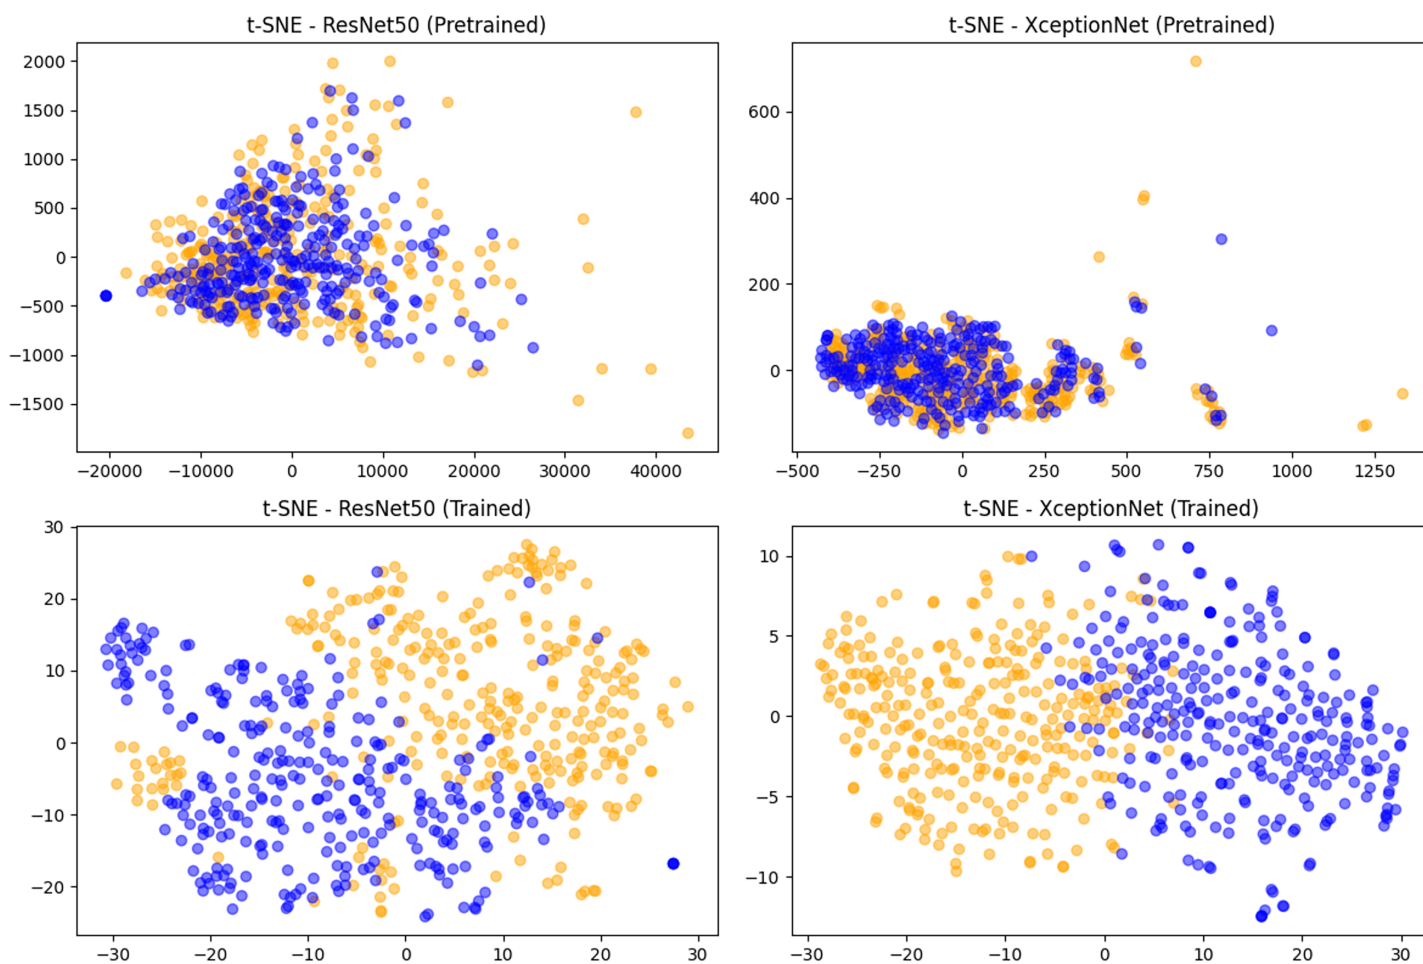 t-SNE - ResNet50 (Pretrained)
2000
1500
1000
500
0
−500
−1000
−1500
−20000 −10000 0 10000 20000 30000 40000
t-SNE - XceptionNet (Pretrained)
600
400
200
0
−500 −250 0 250 500 750 1000 1250
t-SNE - ResNet50 (Trained)
30
20
10
0
−10
−20
−30 −20 −10 0 10 20 30
t-SNE - XceptionNet (Trained)
10
5
0
−5
−10
−30 −20 −10 0 10 20 30